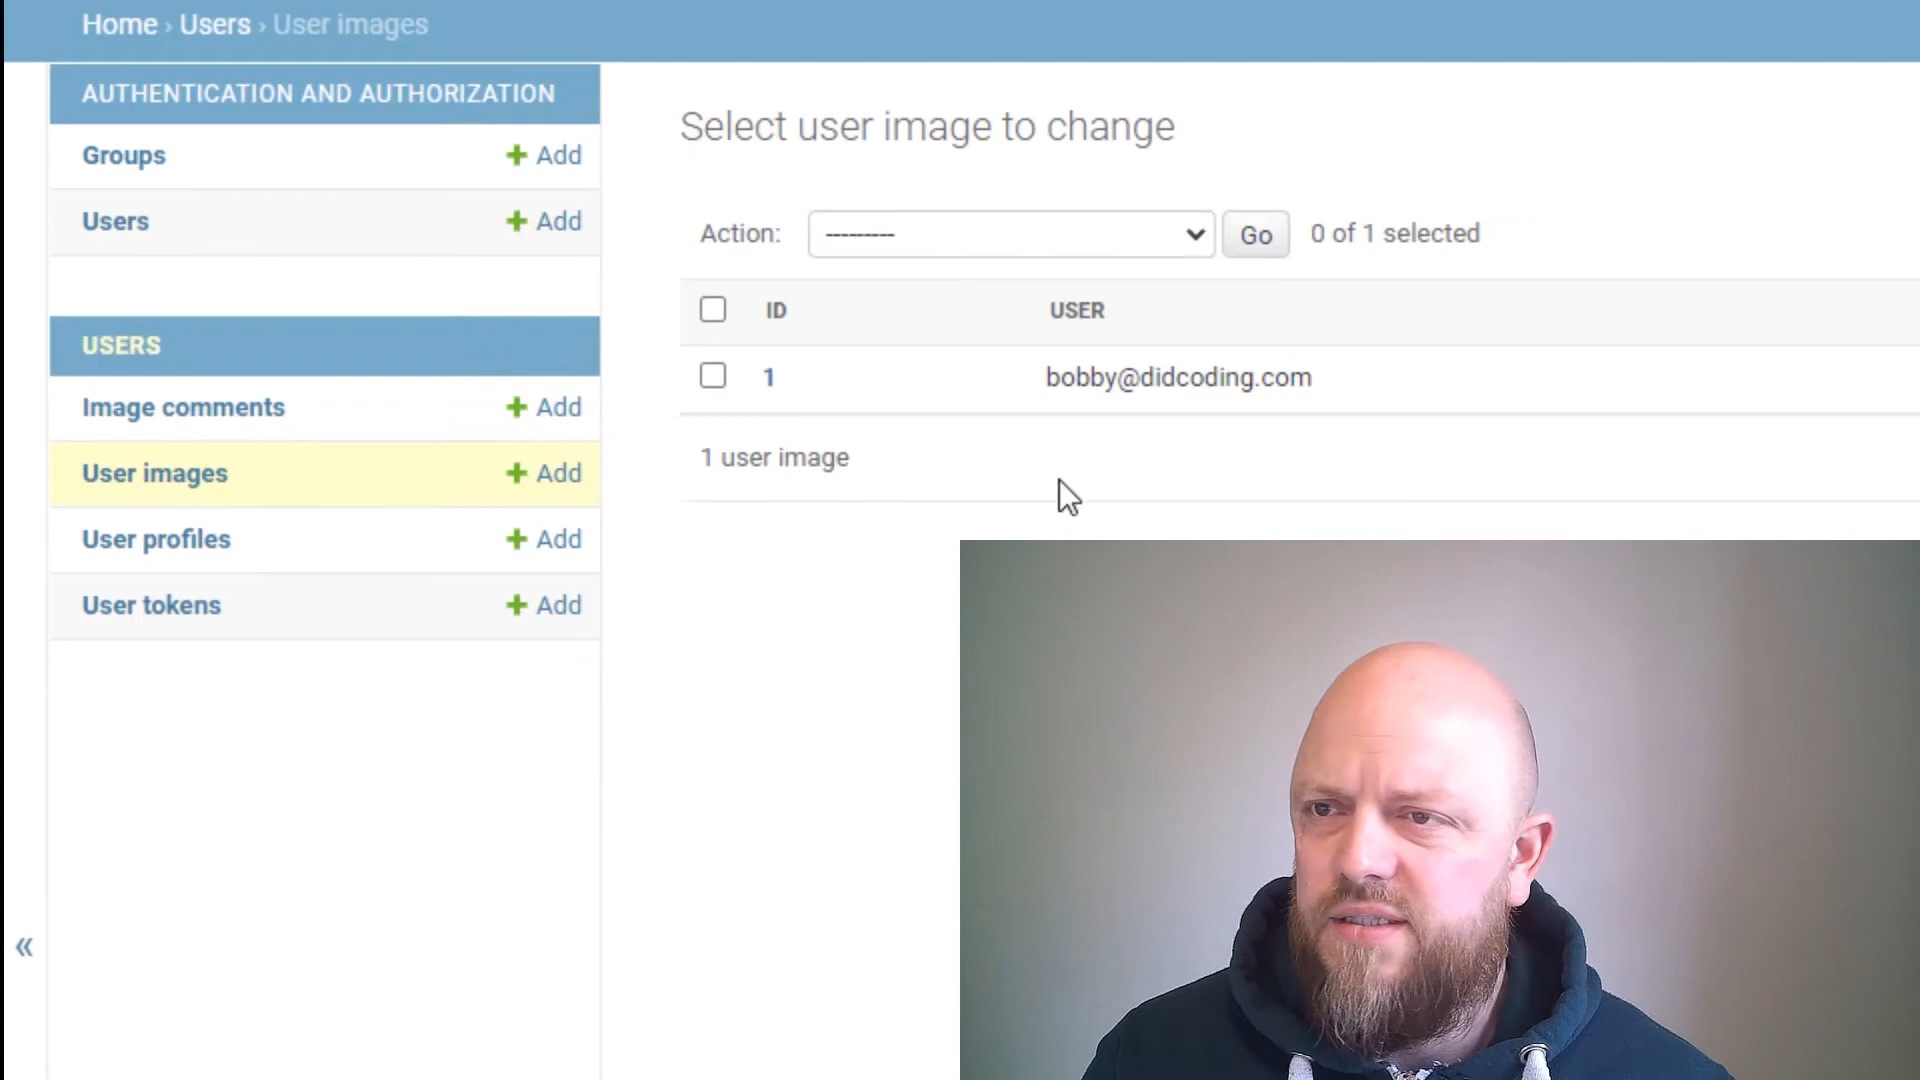 Home › Users › User images
AUTHENTICATION AND AUTHORIZATION
Groups + Add
Users + Add
USERS
Image comments + Add
User images + Add
User profiles + Add
User tokens + Add
«
Select user image to change
Action: --------- Go 0 of 1 selected
ID USER
1 bobby@didcoding.com
1 user image